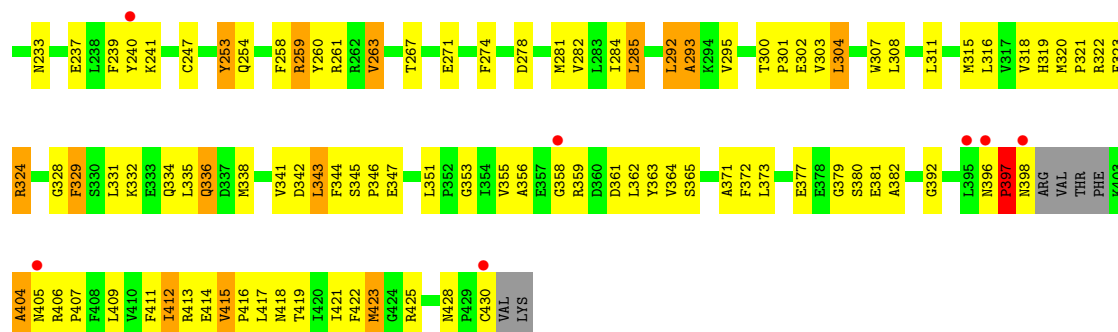 N233 E237 L238 F239 Y240 K241 C247 Y253 Q254 F258 R259 Y260 R261 R262 V263 T267 E271 F274 D278 M281 V282 L283 I284 L285 L292 A293 K294 V295 T300 P301 E302 V303 L304 W307 L308 L311 M315 L316 V317 V318 H319 M320 P321 R322
R324 G328 F329 S330 L331 K332 E333 Q334 L335 Q336 D337 M338 V341 D342 L343 F344 S345 P346 E347 L351 P352 G353 I354 V355 A356 E357 G358 R359 D360 D361 L362 Y363 V364 S365 A371 F372 L373 E377 E378 G379 S380 E381 A382 G392 L395 N396 P397 N398 ARG VAL THR PHE K403
A404 N405 R406 P407 F408 L409 V410 F411 I412 R413 E414 V415 P416 L417 N418 T419 I420 I421 F422 M423 G424 R425 N428 P429 C430 VAL LYS